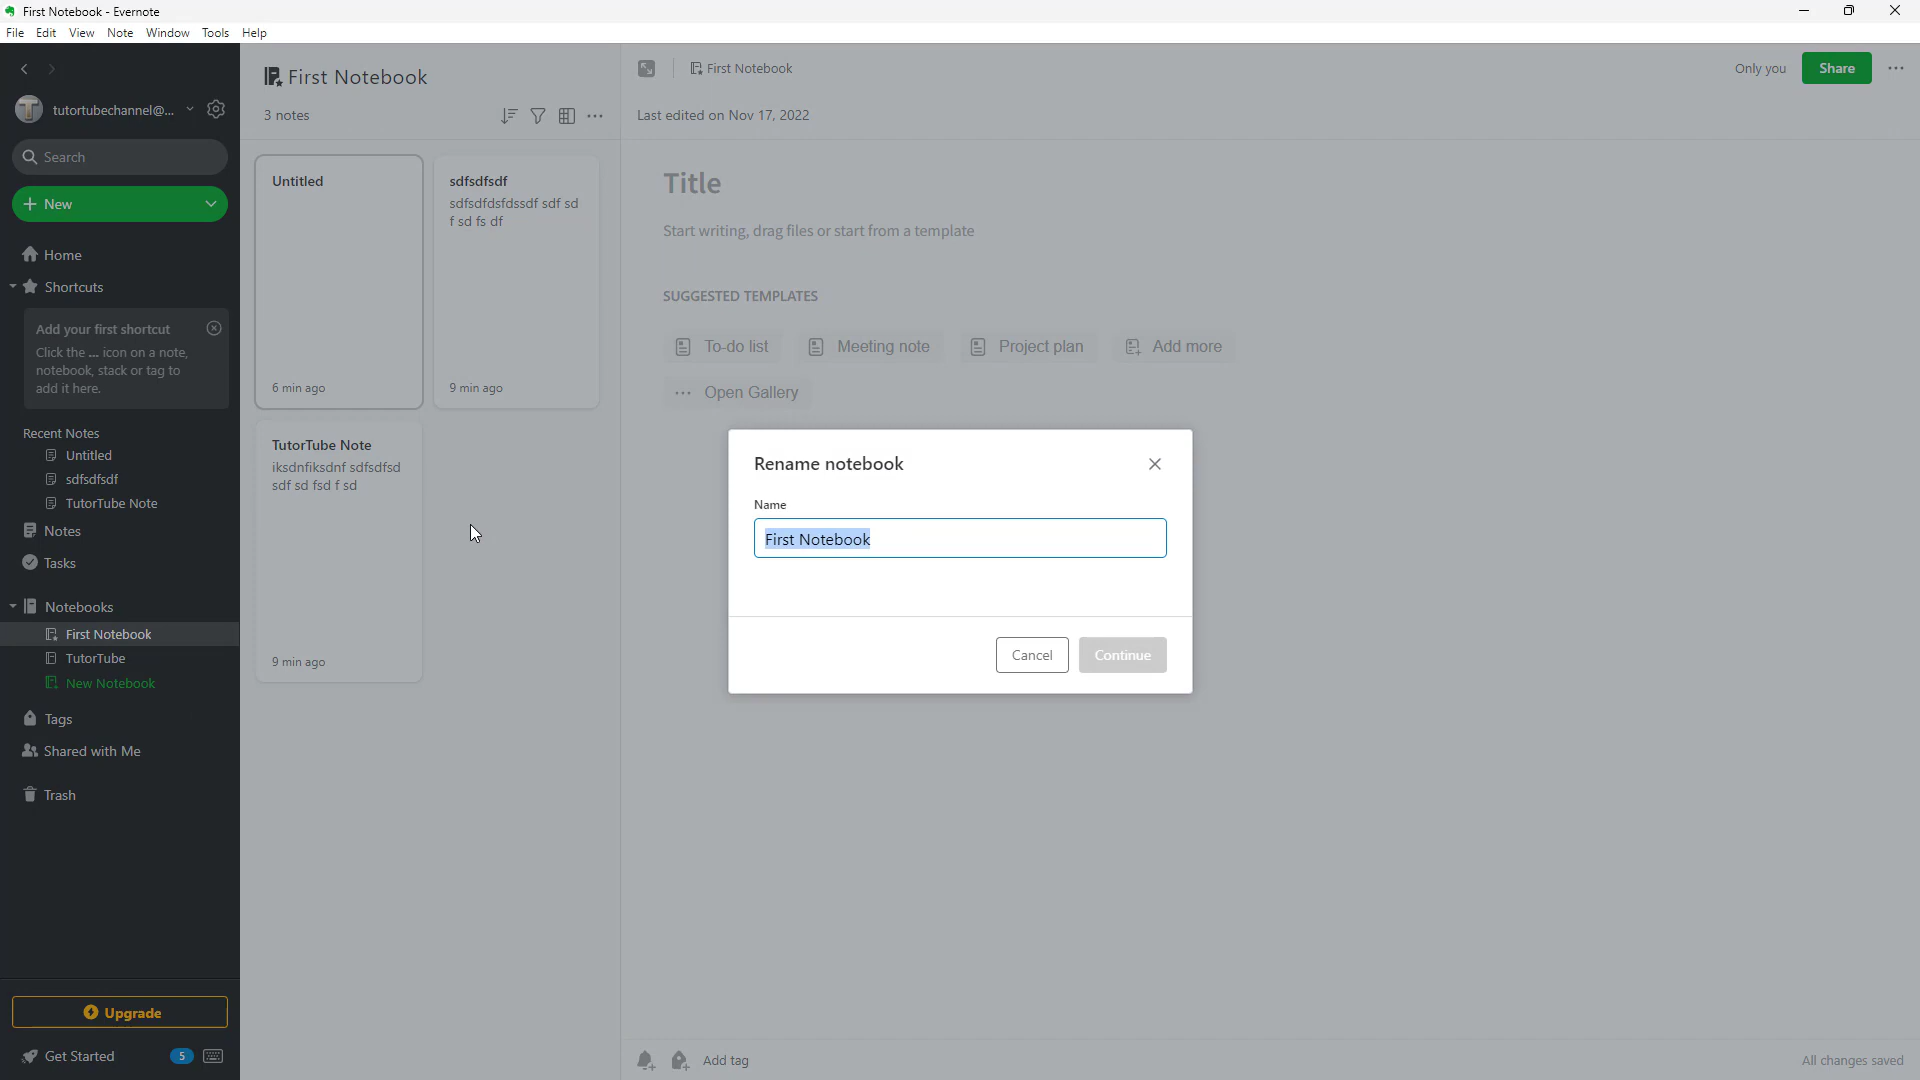 First Notebook - Evernote
File Edit View Note Window Tools Help
tutortubechannel@...
Search
New
Home
Shortcuts
Add your first shortcut
Click the ... icon on a note,
notebook, stack or tag to
add it here.
Recent Notes
Untitled
sdfsdfsdf
TutorTube Note
Notes
Tasks
Notebooks
First Notebook
TutorTube
New Notebook
Tags
Shared with Me
Trash
Upgrade
Get Started 5
First Notebook
3 notes
Untitled
6 min ago
sdfsdfsdf
sdfsdfdsfdssdf sdf sd
f sd fs df
9 min ago
TutorTube Note
iksdnfiksdnf sdfsdfsd
sdf sd fsd f sd
9 min ago
First Notebook
Only you
Share
Last edited on Nov 17, 2022
Title
Start writing, drag files or start from a template
SUGGESTED TEMPLATES
To-do list Meeting note Project plan Add more
Open Gallery
Rename notebook
Name
First Notebook
Cancel Continue
Add tag
All changes saved